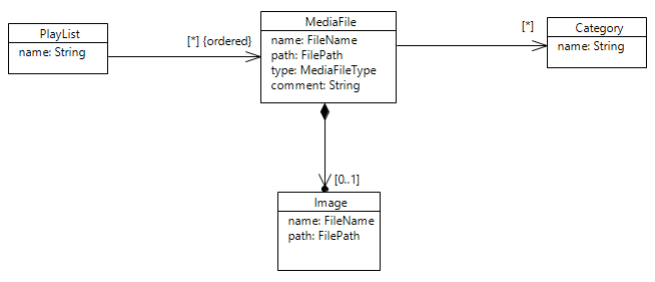 PlayList
name: String
[*] {ordered}
MediaFile
name: FileName
path: FilePath
type: MediaFileType
comment: String
[*]
Category
name: String
[0..1]
Image
name: FileName
path: FilePath